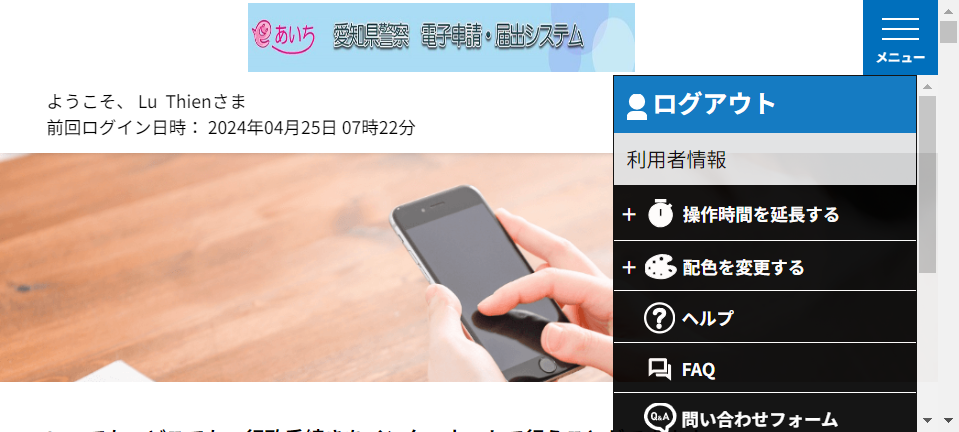 あいち 愛知県警察 電子申請・届出システム
メニュー
ようこそ、 Lu Thienさま
前回ログイン日時： 2024年04月25日 07時22分
ログアウト
利用者情報
＋ 操作時間を延長する
＋ 配色を変更する
ヘルプ
FAQ
Q&A 問い合わせフォーム